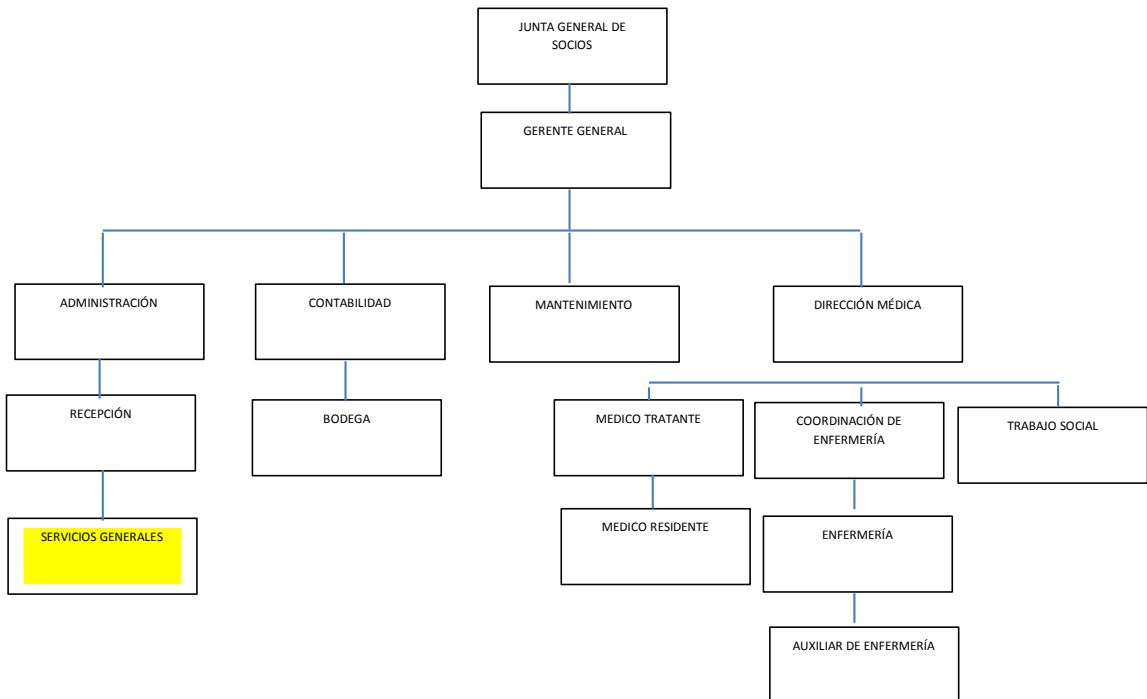 JUNTA GENERAL DE
SOCIOS
GERENTE GENERAL
ADMINISTRACIÓN
CONTABILIDAD
MANTENIMIENTO
DIRECCIÓN MÉDICA
RECEPCIÓN
BODEGA
MEDICO TRATANTE
COORDINACIÓN DE
ENFERMERÍA
TRABAJO SOCIAL
SERVICIOS GENERALES
MEDICO RESIDENTE
ENFERMERÍA
AUXILIAR DE ENFERMERÍA